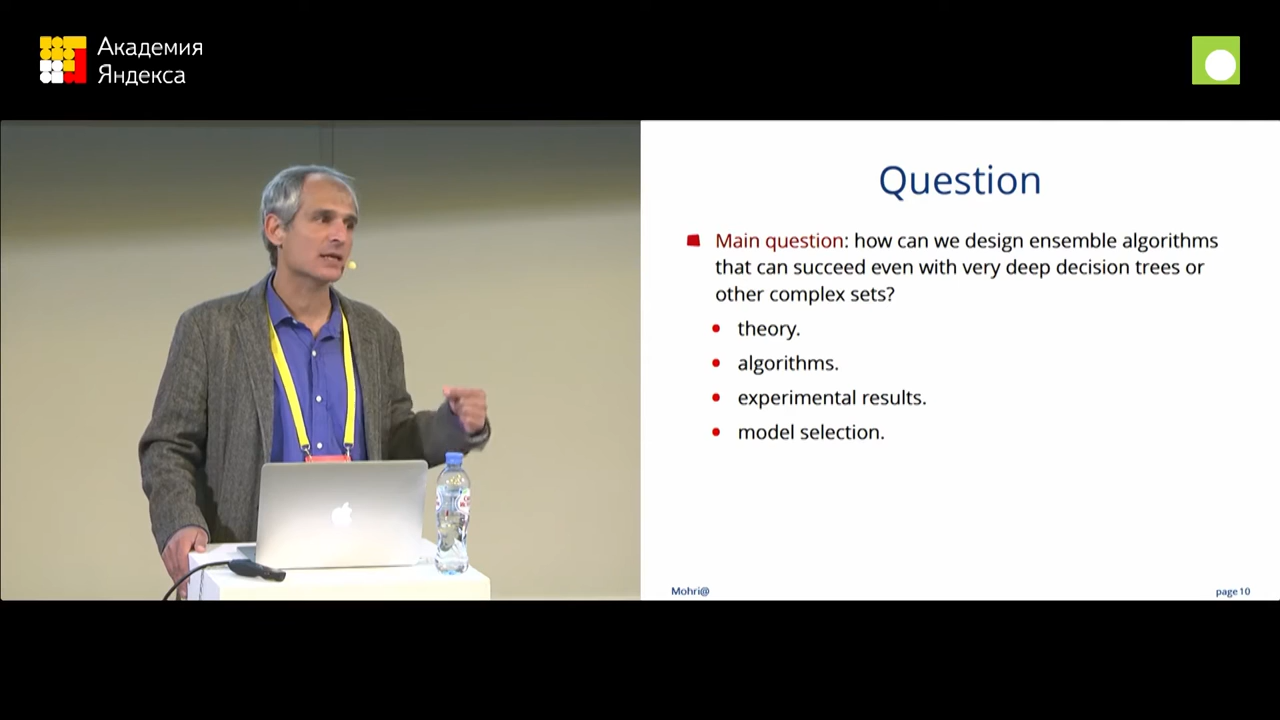 Академия
Яндекса
Question
Main question: how can we design ensemble algorithms
that can succeed even with very deep decision trees or
other complex sets?
theory.
algorithms.
experimental results.
model selection.
Mohri@
page 10